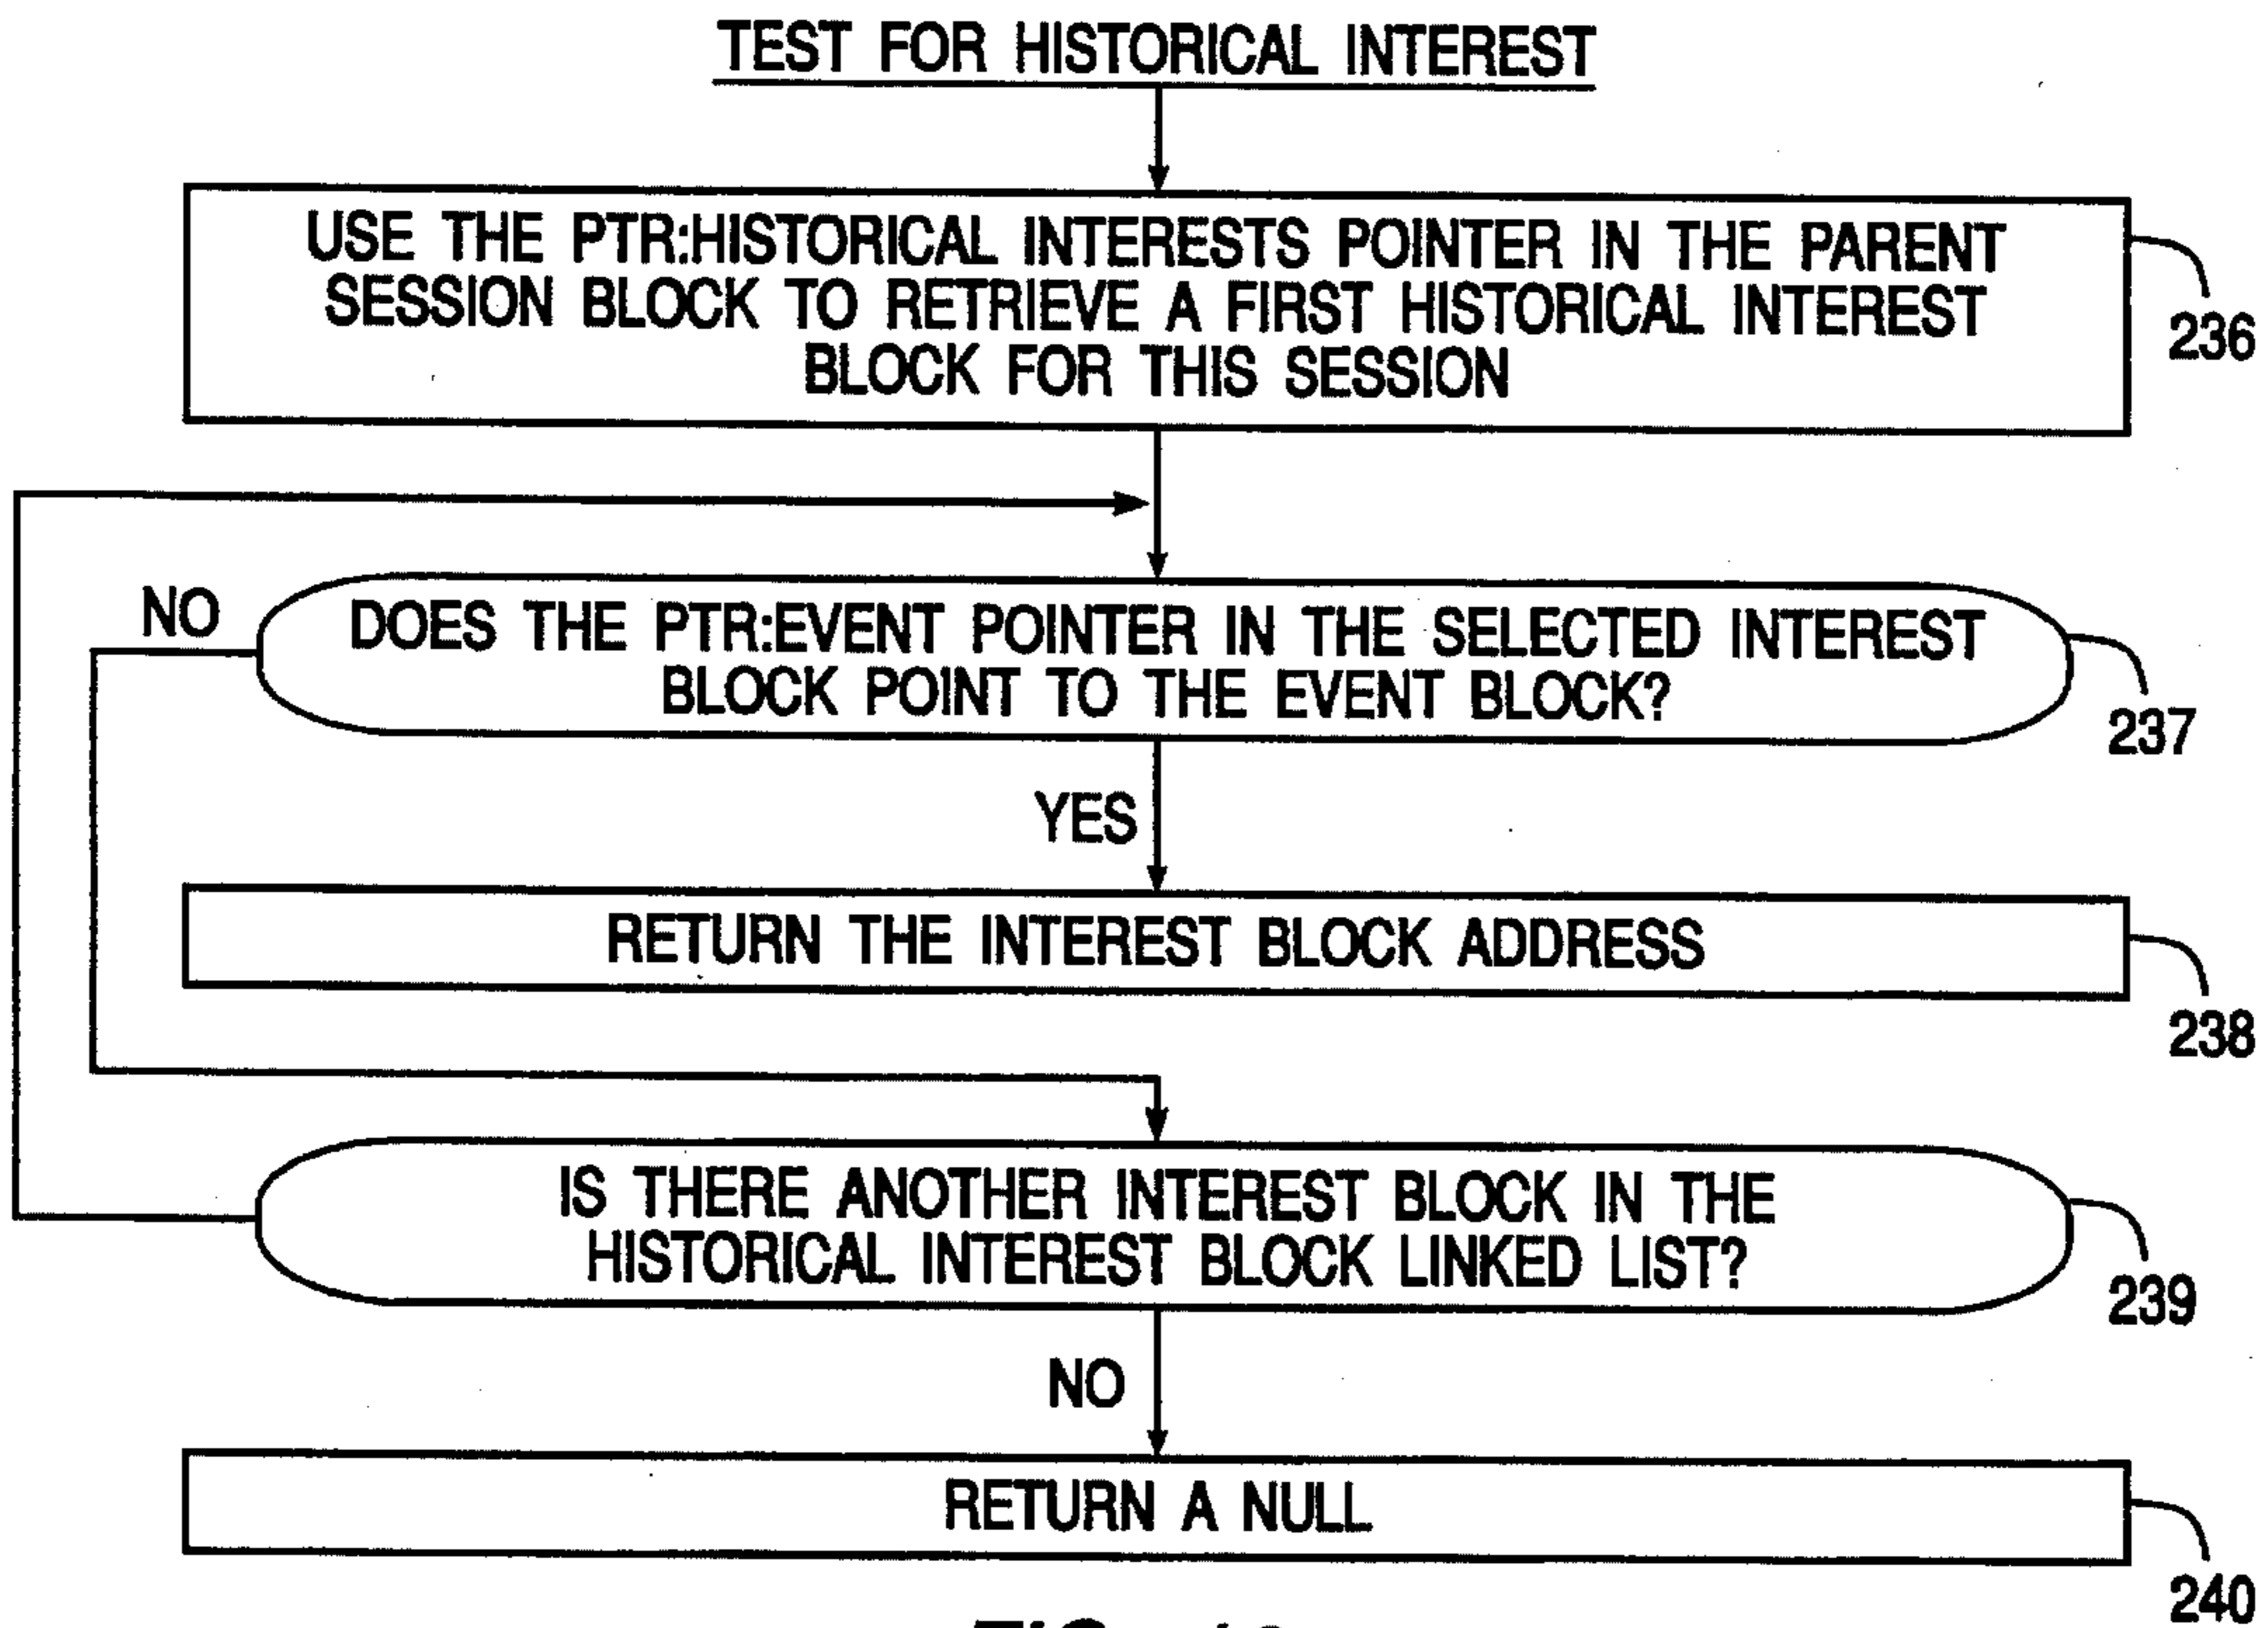 TEST FOR HISTORICAL INTEREST
USE THE PTR:HISTORICAL INTERESTS POINTER IN THE PARENT
SESSION BLOCK TO RETRIEVE A FIRST HISTORICAL INTEREST
BLOCK FOR THIS SESSION
236
NO
DOES THE PTR:EVENT POINTER IN THE SELECTED INTEREST
BLOCK POINT TO THE EVENT BLOCK?
237
YES
RETURN THE INTEREST BLOCK ADDRESS
238
IS THERE ANOTHER INTEREST BLOCK IN THE
HISTORICAL INTEREST BLOCK LINKED LIST?
239
NO
RETURN A NULL
240